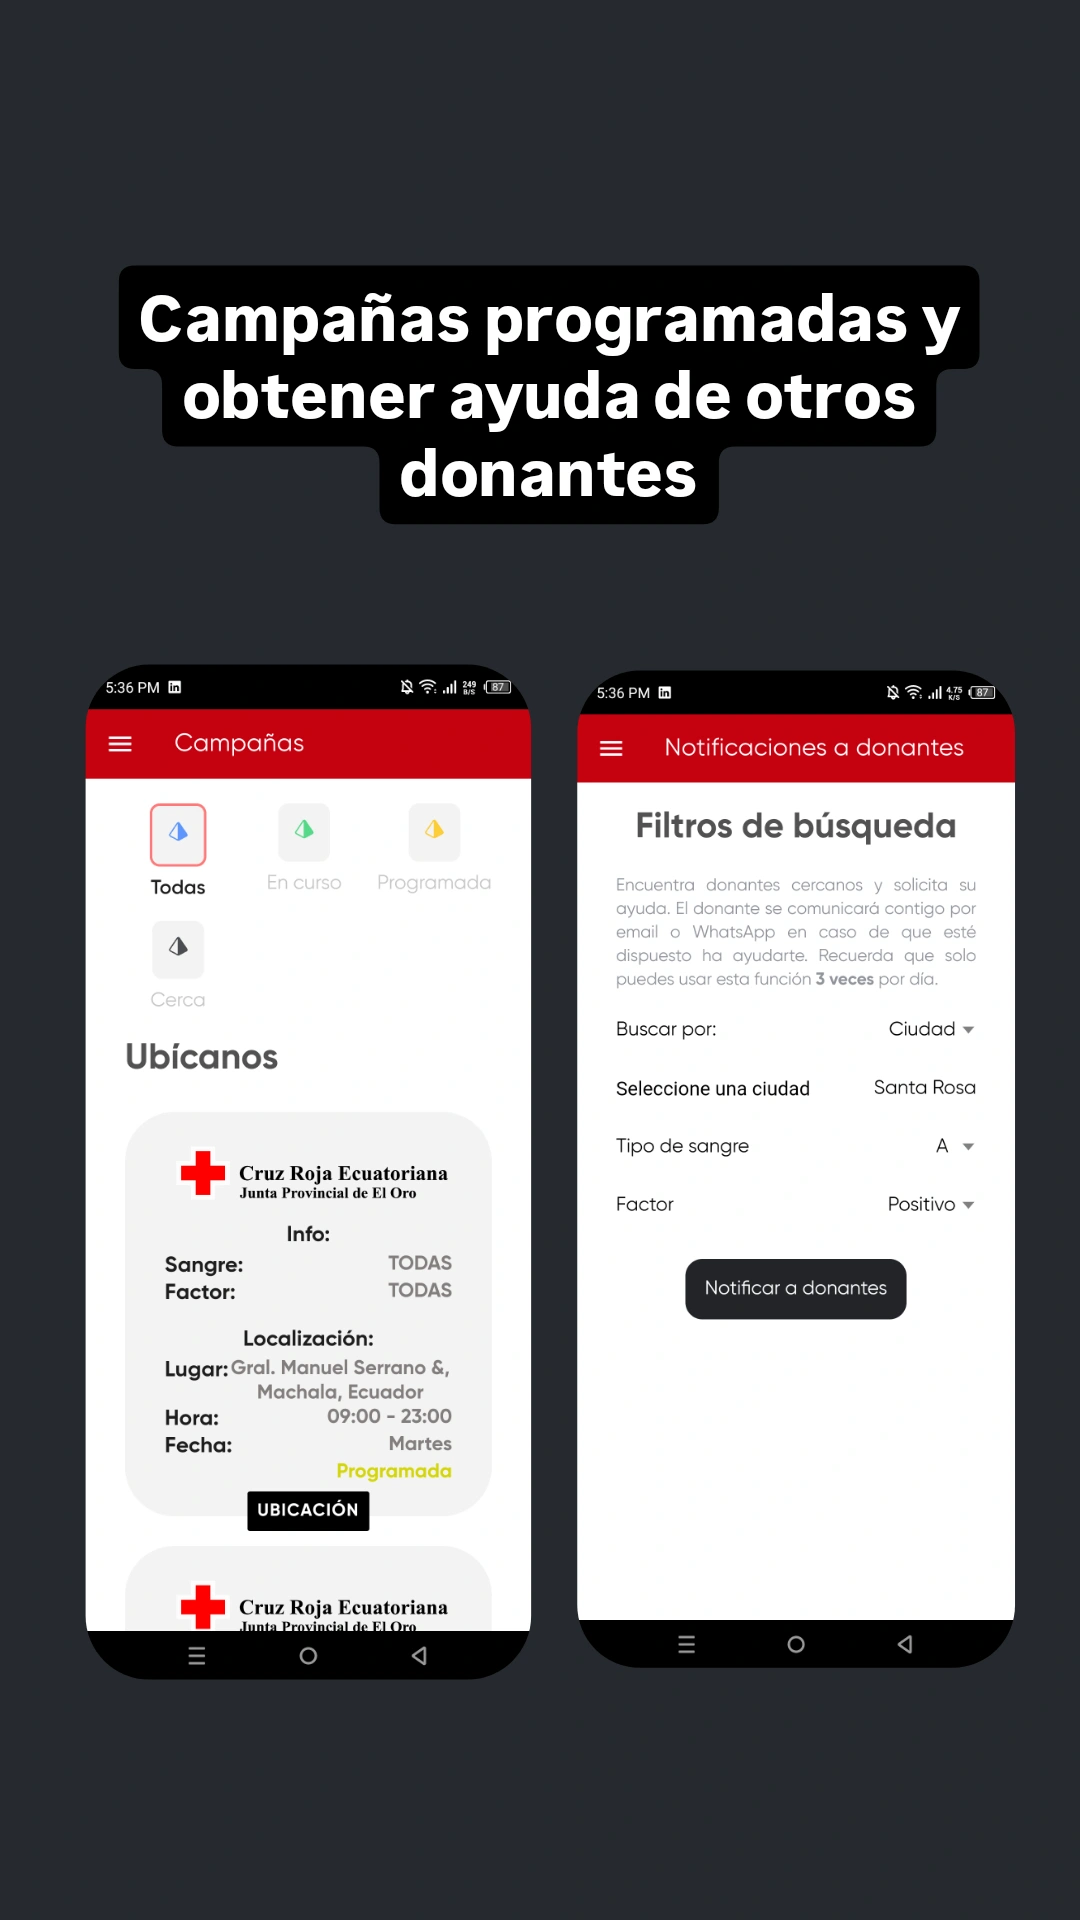 Campañas programadas y
obtener ayuda de otros
donantes
5:36 PM
249
B/S
87
Campañas
Todas
En curso
Programada
Cerca
Ubícanos
Cruz Roja Ecuatoriana
Junta Provincial de El Oro
Info:
Sangre: TODAS
Factor: TODAS
Localización:
Lugar: Gral. Manuel Serrano &,
Machala, Ecuador
Hora: 09:00 - 23:00
Fecha: Martes
Programada
UBICACIÓN
Cruz Roja Ecuatoriana
Junta Provincial de El Oro
5:36 PM
4.75
K/S
87
Notificaciones a donantes
Filtros de búsqueda
Encuentra donantes cercanos y solicita su
ayuda. El donante se comunicará contigo por
email o WhatsApp en caso de que esté
dispuesto ha ayudarte. Recuerda que solo
puedes usar esta función 3 veces por día.
Buscar por: Ciudad
Seleccione una ciudad Santa Rosa
Tipo de sangre A
Factor Positivo
Notificar a donantes